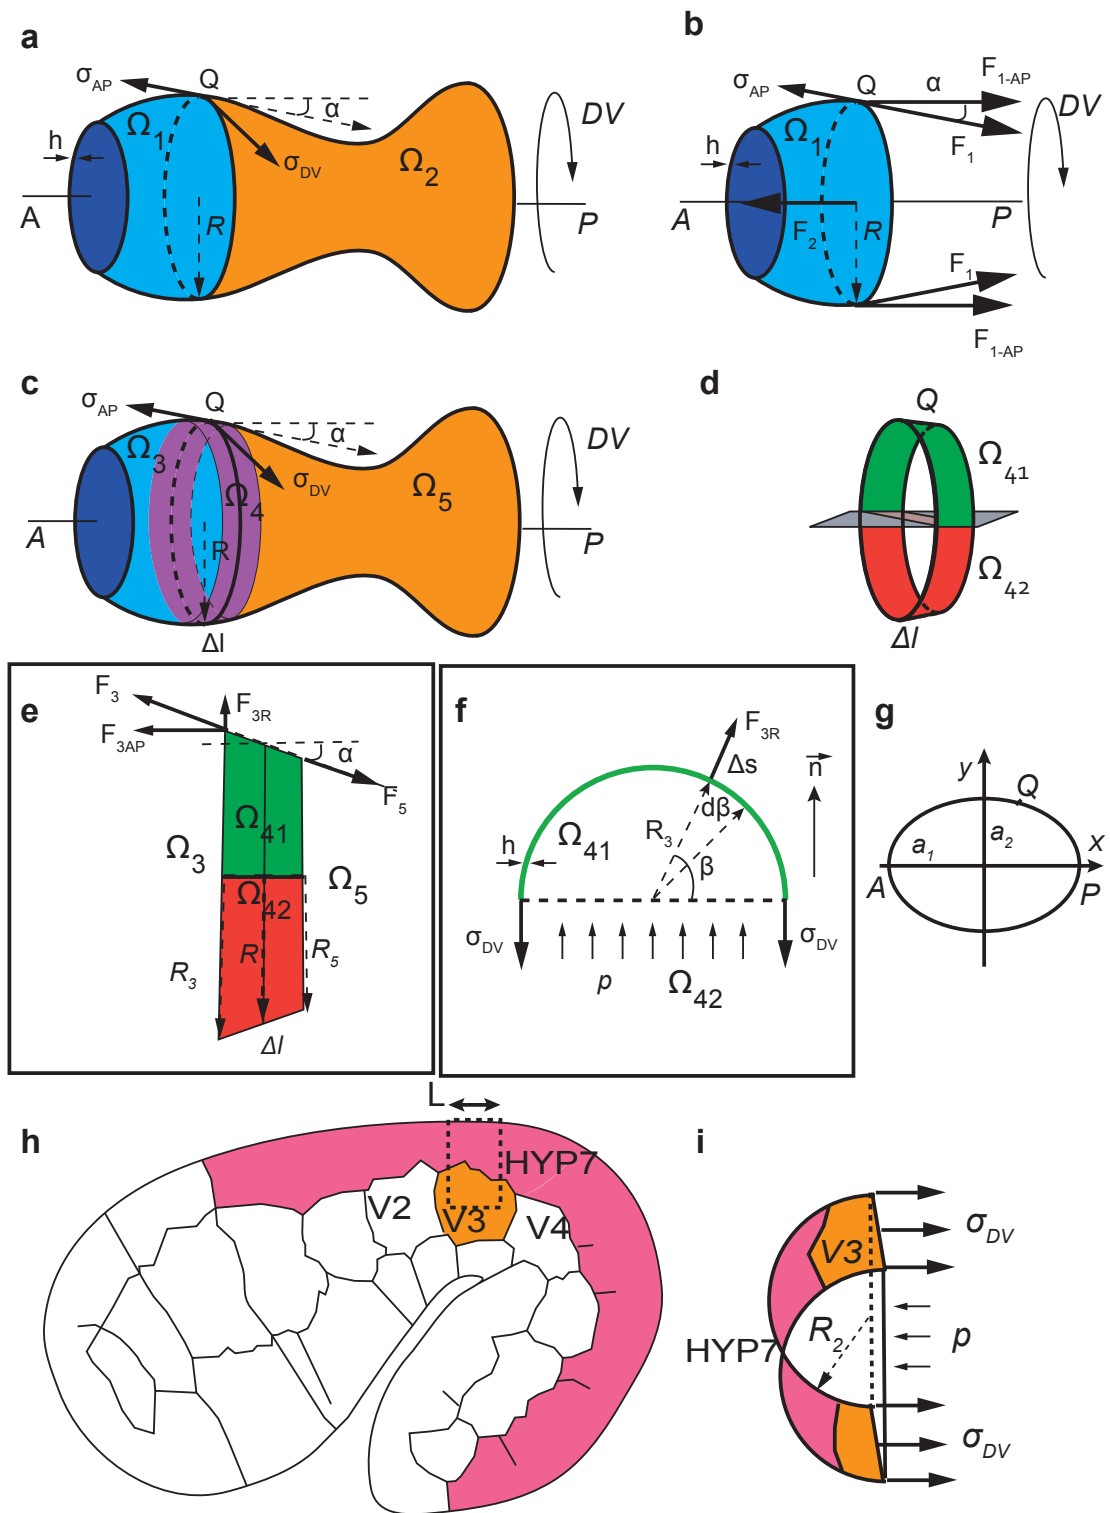 a
σAP
Q
α
DV
h
Ω1
σDV
Ω2
A
R
P
b
σAP
Q
α
F1-AP
DV
h
Ω1
F1
A
F2
R
P
F1
F1-AP
c
σAP
Q
α
DV
Ω3
σDV
Ω4
Ω5
A
R
P
Δl
d
Q
Ω41
Ω42
Δl
e
F3
F3R
F3AP
α
F5
Ω41
Ω3
Ω5
Ω42
R3
R
R5
Δl
f
F3R
Δs
n
dβ
R3
h
Ω41
β
σDV
σDV
p
Ω42
g
y
Q
a1
a2
x
A
P
h
L
HYP7
V2
V3
V4
i
σDV
V3
R2
p
HYP7
σDV